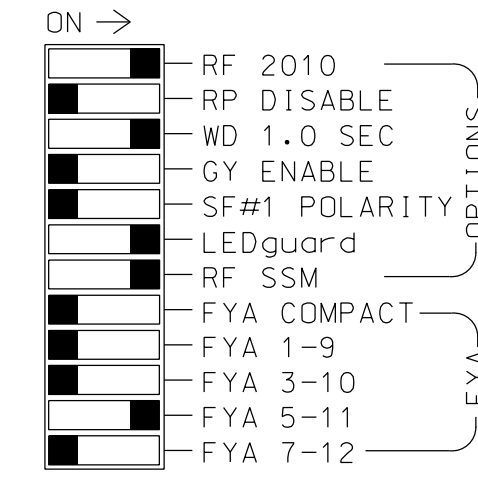 ON →
RF 2010
RP DISABLE
WD 1.0 SEC
GY ENABLE
SF#1 POLARITY
LEDguard
RF SSM
FYA COMPACT
FYA 1-9
FYA 3-10
FYA 5-11
FYA 7-12
OPTIONS
FYA